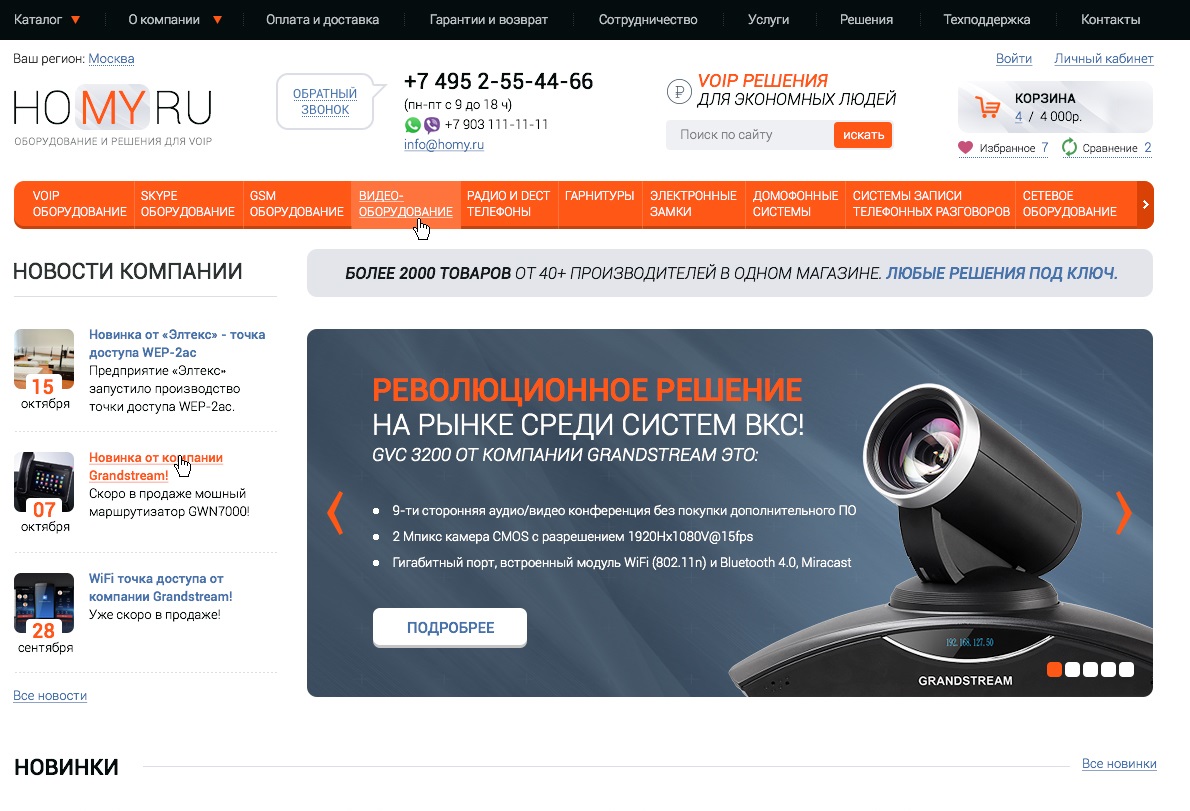 Каталог
О компании
Оплата и доставка
Гарантии и возврат
Сотрудничество
Услуги
Решения
Техподдержка
Контакты
Ваш регион: Москва
Войти
Личный кабинет
HOMY.RU
ОБОРУДОВАНИЕ И РЕШЕНИЯ ДЛЯ VOIP
ОБРАТНЫЙ
ЗВОНОК
+7 495 2-55-44-66
(пн-пт с 9 до 18 ч)
+7 903 111-11-11
info@homy.ru
₽
VOIP РЕШЕНИЯ
ДЛЯ ЭКОНОМНЫХ ЛЮДЕЙ
Поиск по сайту
искать
КОРЗИНА
4 / 4 000р.
Избранное 7
Сравнение 2
VOIP
ОБОРУДОВАНИЕ
SKYPE
ОБОРУДОВАНИЕ
GSM
ОБОРУДОВАНИЕ
ВИДЕО-
ОБОРУДОВАНИЕ
РАДИО И DECT
ТЕЛЕФОНЫ
ГАРНИТУРЫ
ЭЛЕКТРОННЫЕ
ЗАМКИ
ДОМОФОННЫЕ
СИСТЕМЫ
СИСТЕМЫ ЗАПИСИ
ТЕЛЕФОННЫХ РАЗГОВОРОВ
СЕТЕВОЕ
ОБОРУДОВАНИЕ
НОВОСТИ КОМПАНИИ
15
октября
Новинка от «Элтекс» - точка
доступа WEP-2ac
Предприятие «Элтекс»
запустило производство
точки доступа WEP-2ac.
07
октября
Новинка от компании
Grandstream!
Скоро в продаже мошный
маршрутизатор GWN7000!
28
сентября
WiFi точка доступа от
компании Grandstream!
Уже скоро в продаже!
Все новости
БОЛЕЕ 2000 ТОВАРОВ ОТ 40+ ПРОИЗВОДИТЕЛЕЙ В ОДНОМ МАГАЗИНЕ. ЛЮБЫЕ РЕШЕНИЯ ПОД КЛЮЧ.
РЕВОЛЮЦИОННОЕ РЕШЕНИЕ
НА РЫНКЕ СРЕДИ СИСТЕМ ВКС!
GVC 3200 ОТ КОМПАНИИ GRANDSTREAM ЭТО:
9-ти сторонняя аудио/видео конференция без покупки дополнительного ПО
2 Мпикс камера CMOS с разрешением 1920Hx1080V@15fps
Гигабитный порт, встроенный модуль WiFi (802.11n) и Bluetooth 4.0, Miracast
ПОДРОБРЕЕ
192.168.127.50
GRANDSTREAM
НОВИНКИ
Все новинки